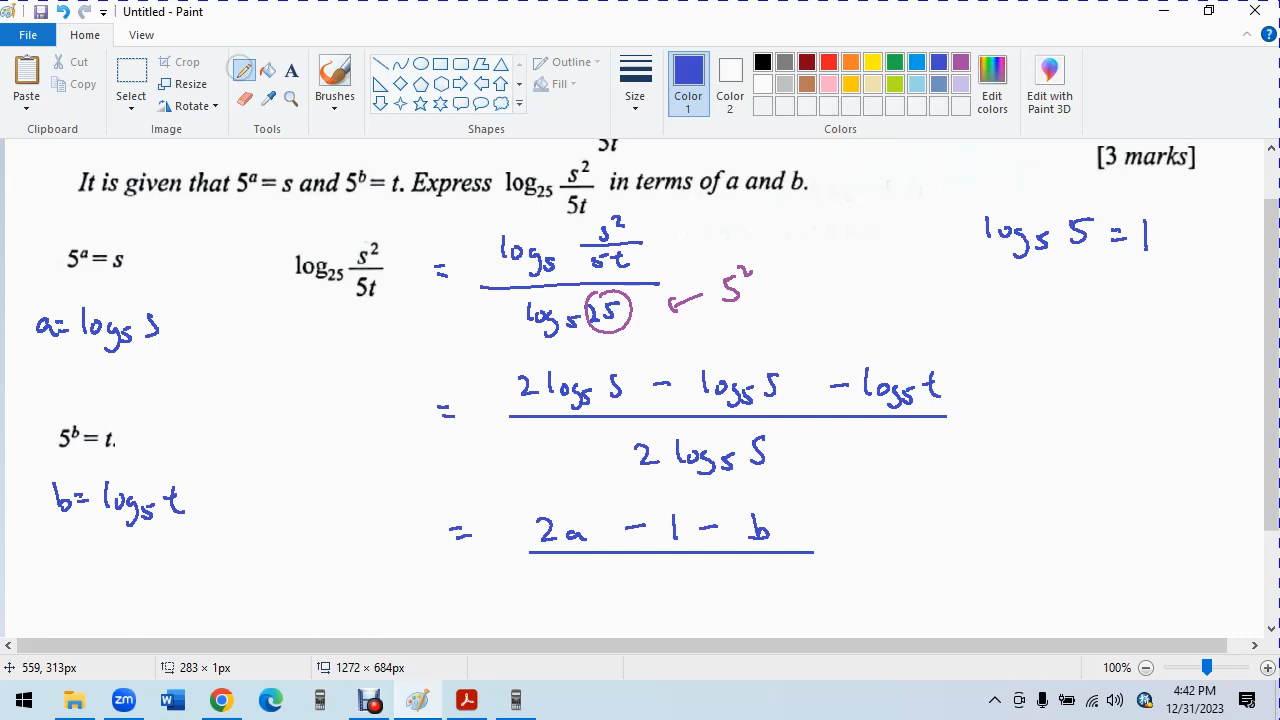 Untitled - Paint
File Home View
Paste Cut Copy Clipboard
Select Crop Resize Rotate Image
Tools
Brushes
Outline Fill Shapes
Size
Color 1 Color 2 Edit colors Edit with Paint 3D Colors
5t
[3 marks]
It is given that 5ᵃ = s and 5ᵇ = t. Express log₂₅ s²/5t in terms of a and b.
log₅ 5 = 1
5ᵃ = s
log₂₅ s²/5t = log₅ s²/5t / log₅ 25 ← 5²
a = log₅ s
= 2 log₅ s - log₅ 5 - log₅ t / 2 log₅ 5
5ᵇ = t.
b = log₅ t
= 2a - 1 - b
559, 313px 283 × 1px 1272 × 684px 100%
zm W
4:42 PM
12/31/2023